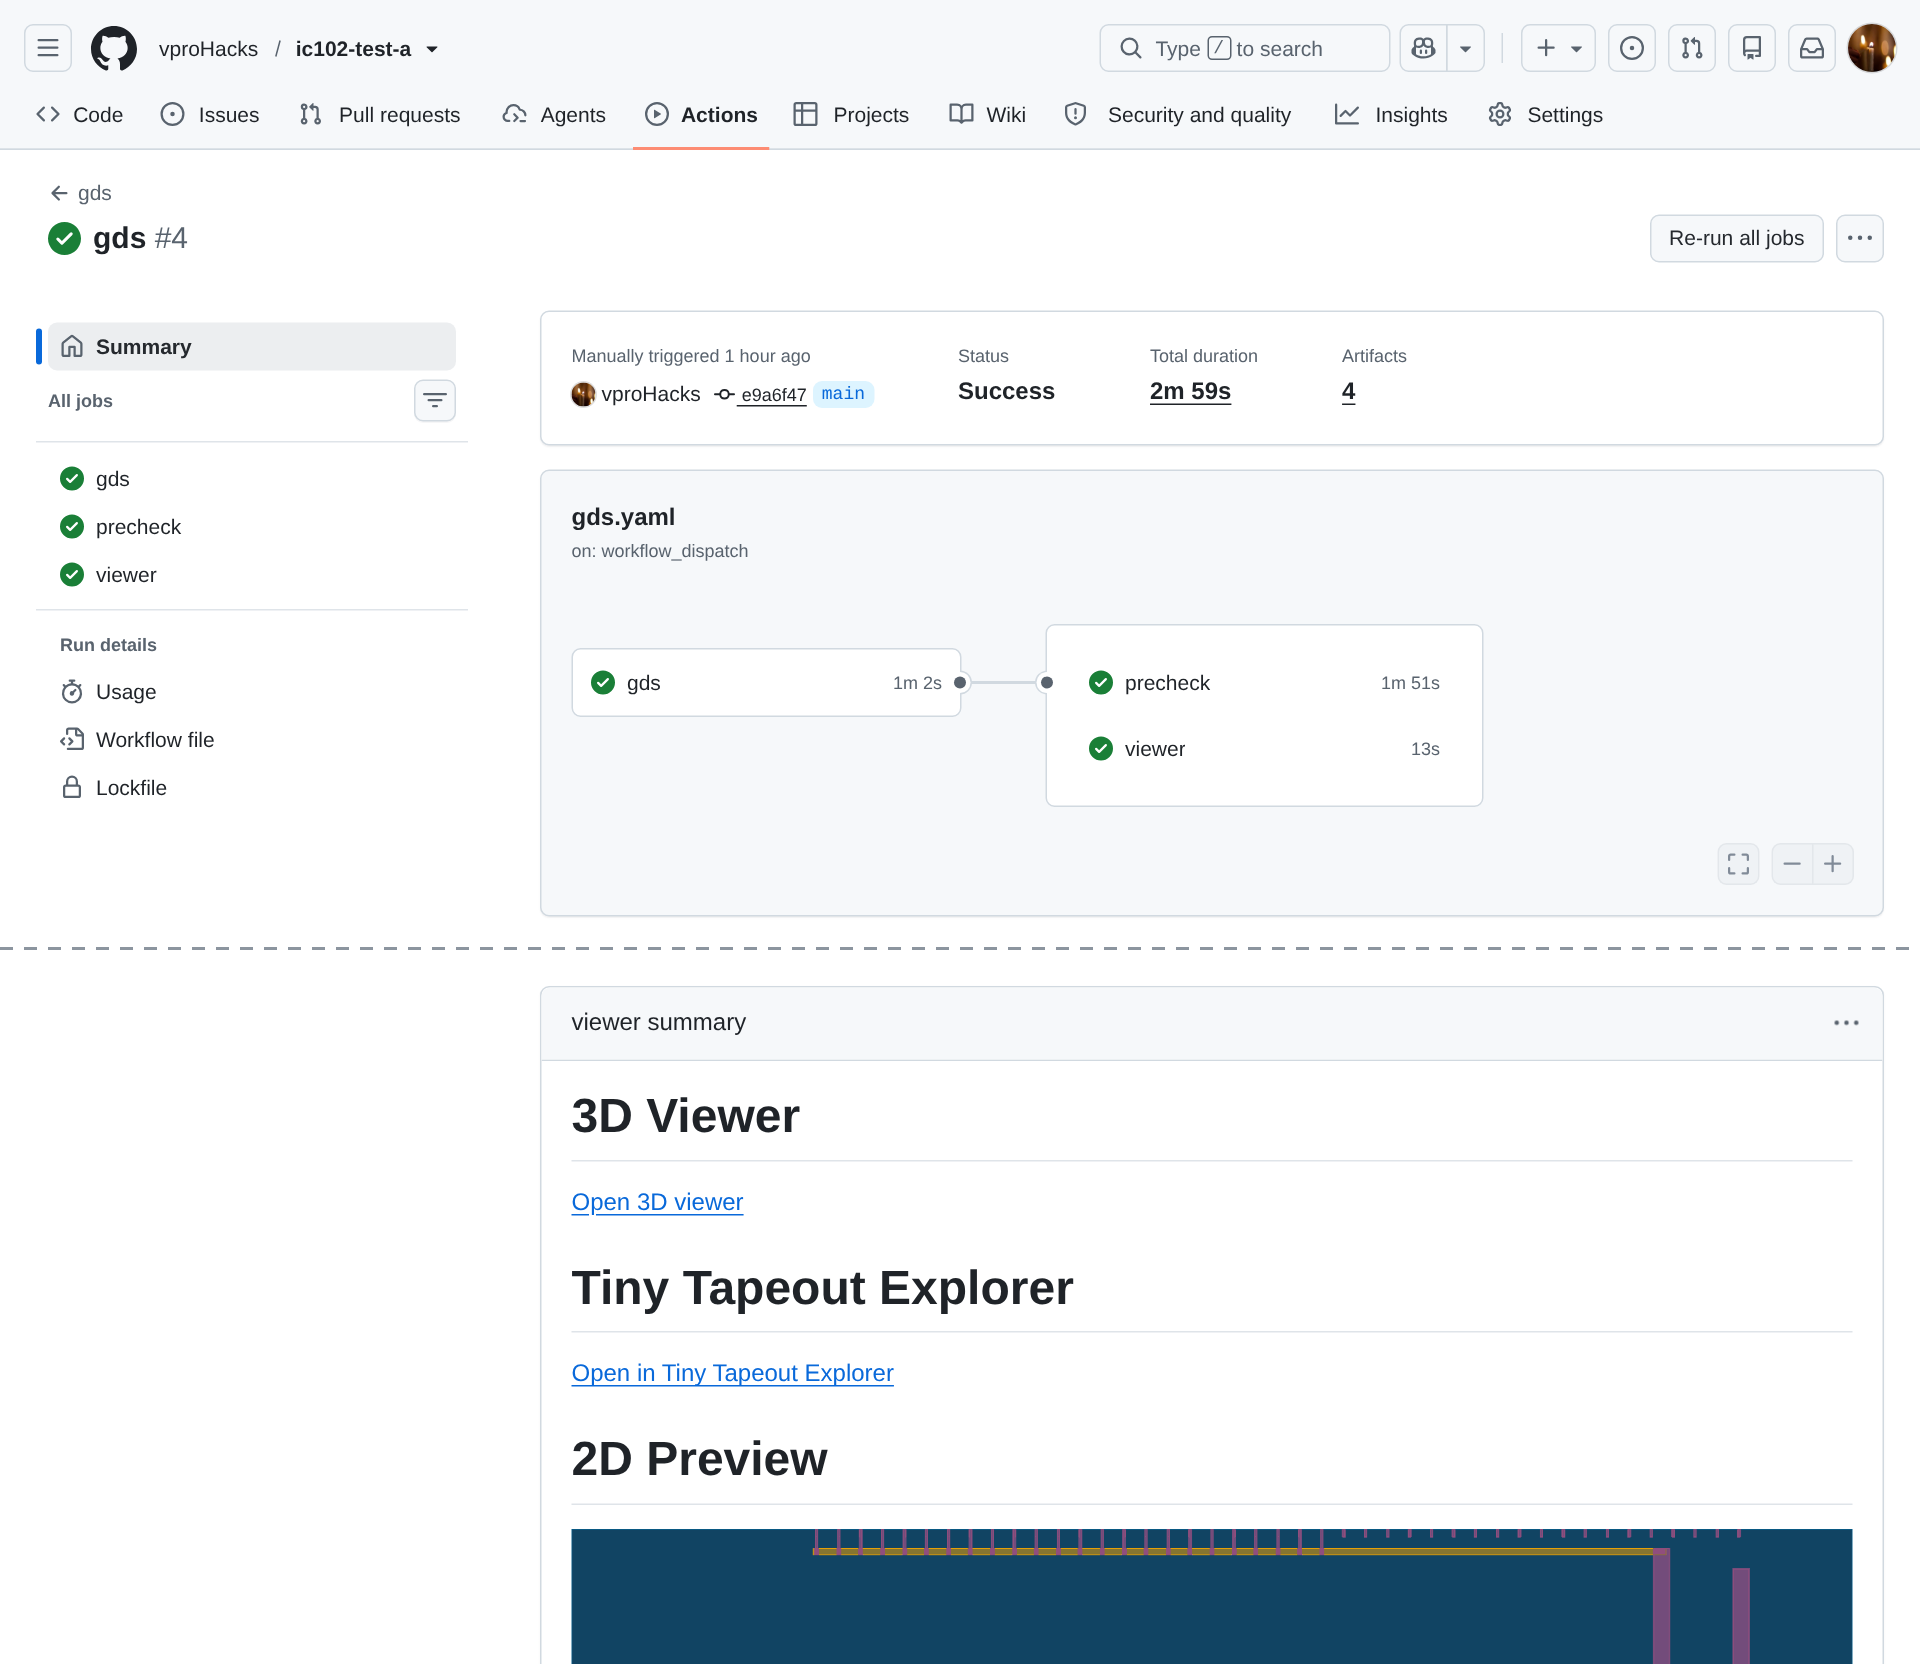 vproHacks / ic102-test-a
Type / to search
Code Issues Pull requests Agents Actions Projects Wiki Security and quality Insights Settings
gds
gds #4
Re-run all jobs
Summary
All jobs
gds
precheck
viewer
Run details
Usage
Workflow file
Lockfile
Manually triggered 1 hour ago
vproHacks e9a6f47 main
Status
Success
Total duration
2m 59s
Artifacts
4
gds.yaml
on: workflow_dispatch
gds 1m 2s
precheck 1m 51s
viewer 13s
viewer summary
3D Viewer
Open 3D viewer
Tiny Tapeout Explorer
Open in Tiny Tapeout Explorer
2D Preview